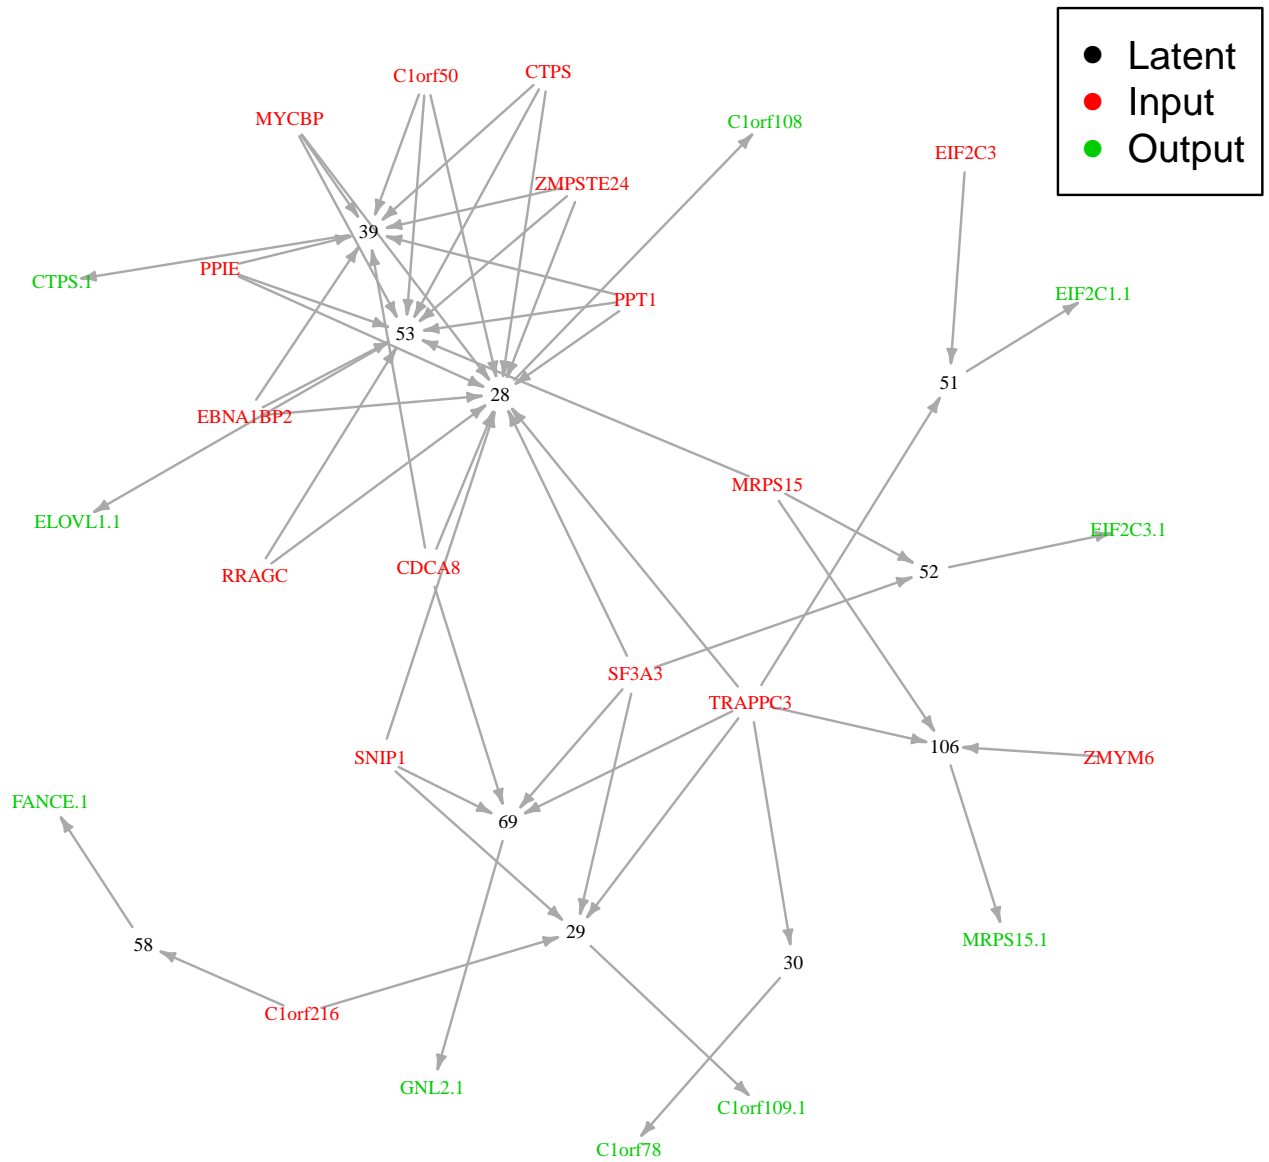 Latent
Input
Output
C1orf50
CTPS
MYCBP
C1orf108
EIF2C3
ZMPSTE24
39
PPIE
CTPS.1
PPT1
EIF2C1.1
53
51
28
EBNA1BP2
MRPS15
ELOVL1.1
EIF2C3.1
52
RRAGC
CDCA8
SF3A3
TRAPPC3
106
SNIP1
ZMYM6
FANCE.1
69
29
58
MRPS15.1
30
C1orf216
GNL2.1
C1orf109.1
C1orf78